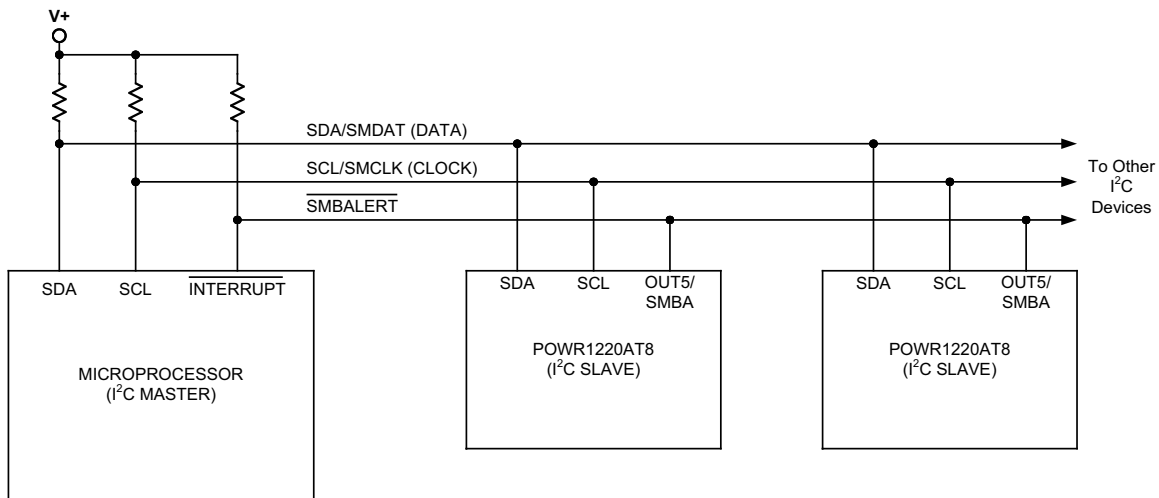 V+
SDA/SMDAT (DATA)
SCL/SMCLK (CLOCK)
SMBALERT
To Other
I²C
Devices
SDA SCL INTERRUPT
MICROPROCESSOR
(I²C MASTER)
SDA SCL OUT5/
SMBA
POWR1220AT8
(I²C SLAVE)
SDA SCL OUT5/
SMBA
POWR1220AT8
(I²C SLAVE)